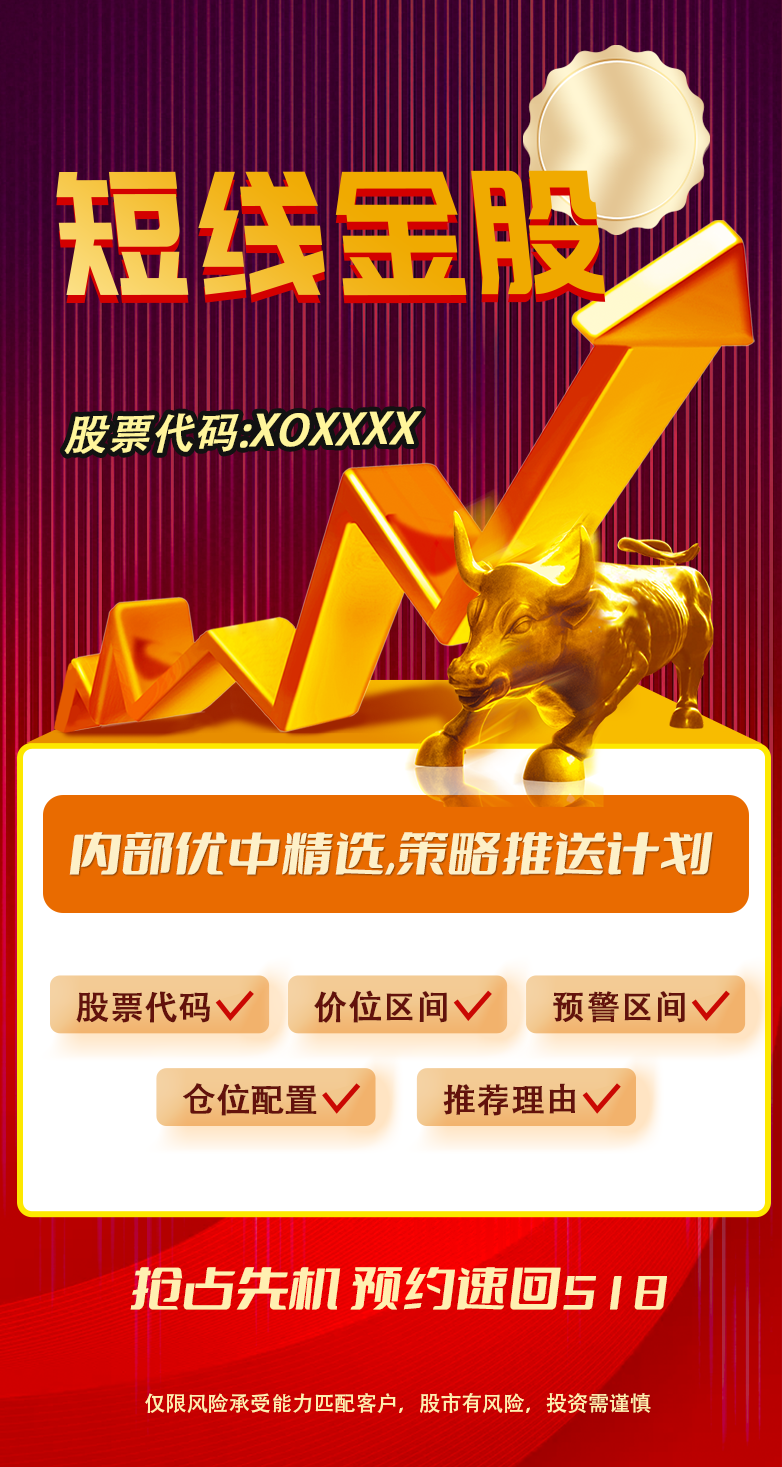 短线金股
股票代码:XOXXXX
内部优中精选,策略推送计划
股票代码 价位区间 预警区间
仓位配置 推荐理由
抢占先机 预约速回518
仅限风险承受能力匹配客户，股市有风险，投资需谨慎